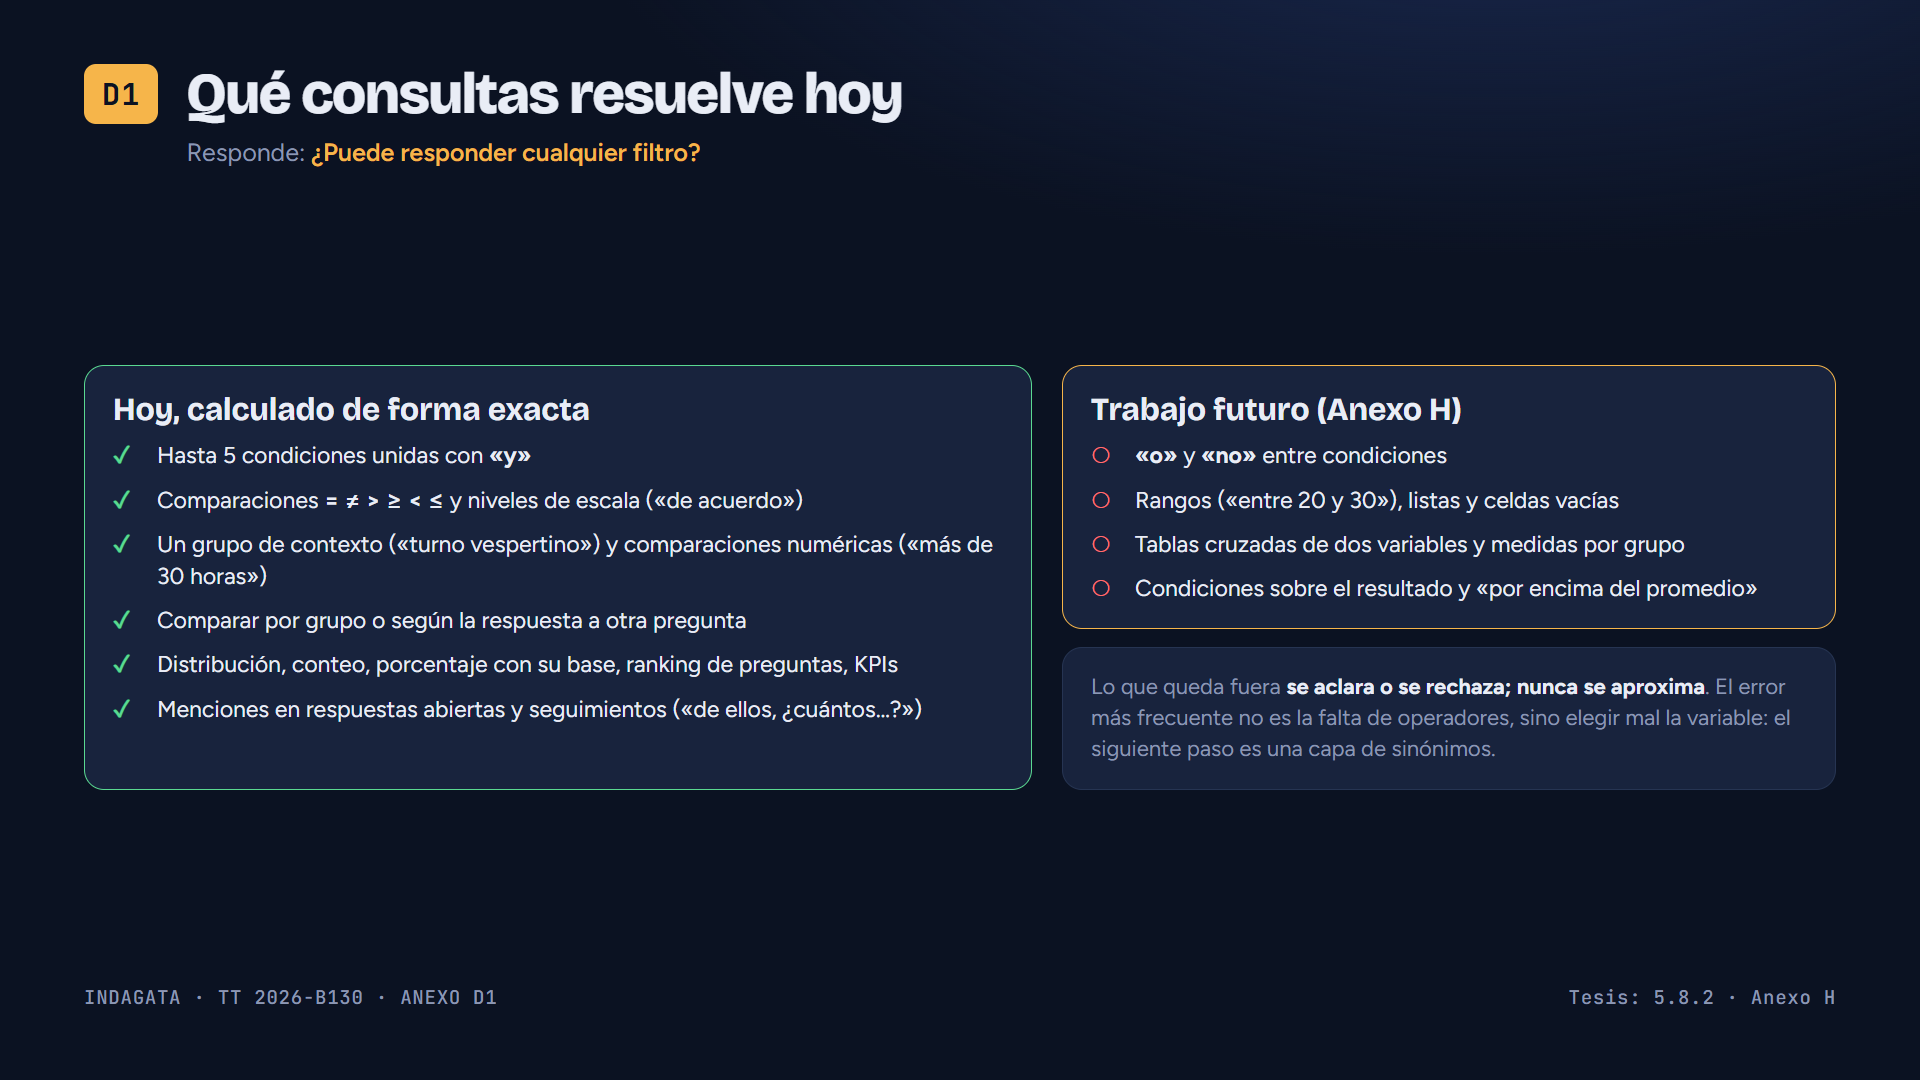 D1
Qué consultas resuelve hoy
Responde: ¿Puede responder cualquier filtro?
Hoy, calculado de forma exacta
✓ Hasta 5 condiciones unidas con «y»
✓ Comparaciones = ≠ > ≥ < ≤ y niveles de escala («de acuerdo»)
✓ Un grupo de contexto («turno vespertino») y comparaciones numéricas («más de
30 horas»)
✓ Comparar por grupo o según la respuesta a otra pregunta
✓ Distribución, conteo, porcentaje con su base, ranking de preguntas, KPIs
✓ Menciones en respuestas abiertas y seguimientos («de ellos, ¿cuántos…?»)
Trabajo futuro (Anexo H)
○ «o» y «no» entre condiciones
○ Rangos («entre 20 y 30»), listas y celdas vacías
○ Tablas cruzadas de dos variables y medidas por grupo
○ Condiciones sobre el resultado y «por encima del promedio»
Lo que queda fuera se aclara o se rechaza; nunca se aproxima. El error
más frecuente no es la falta de operadores, sino elegir mal la variable: el
siguiente paso es una capa de sinónimos.
INDAGATA · TT 2026-B130 · ANEXO D1
Tesis: 5.8.2 · Anexo H